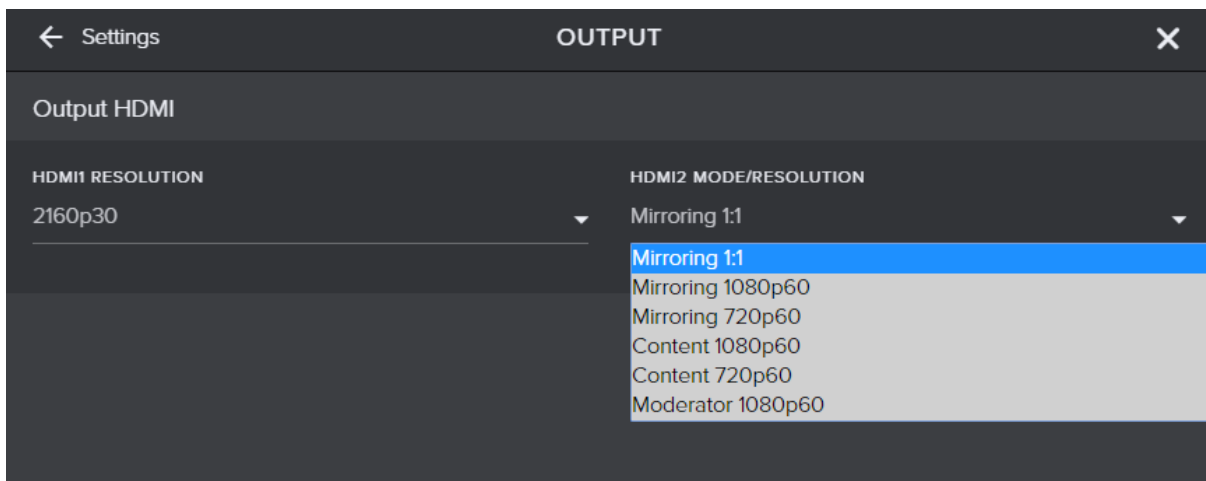 Settings
OUTPUT
Output HDMI
HDMI1 RESOLUTION
2160p30
HDMI2 MODE/RESOLUTION
Mirroring 1:1
Mirroring 1:1
Mirroring 1080p60
Mirroring 720p60
Content 1080p60
Content 720p60
Moderator 1080p60